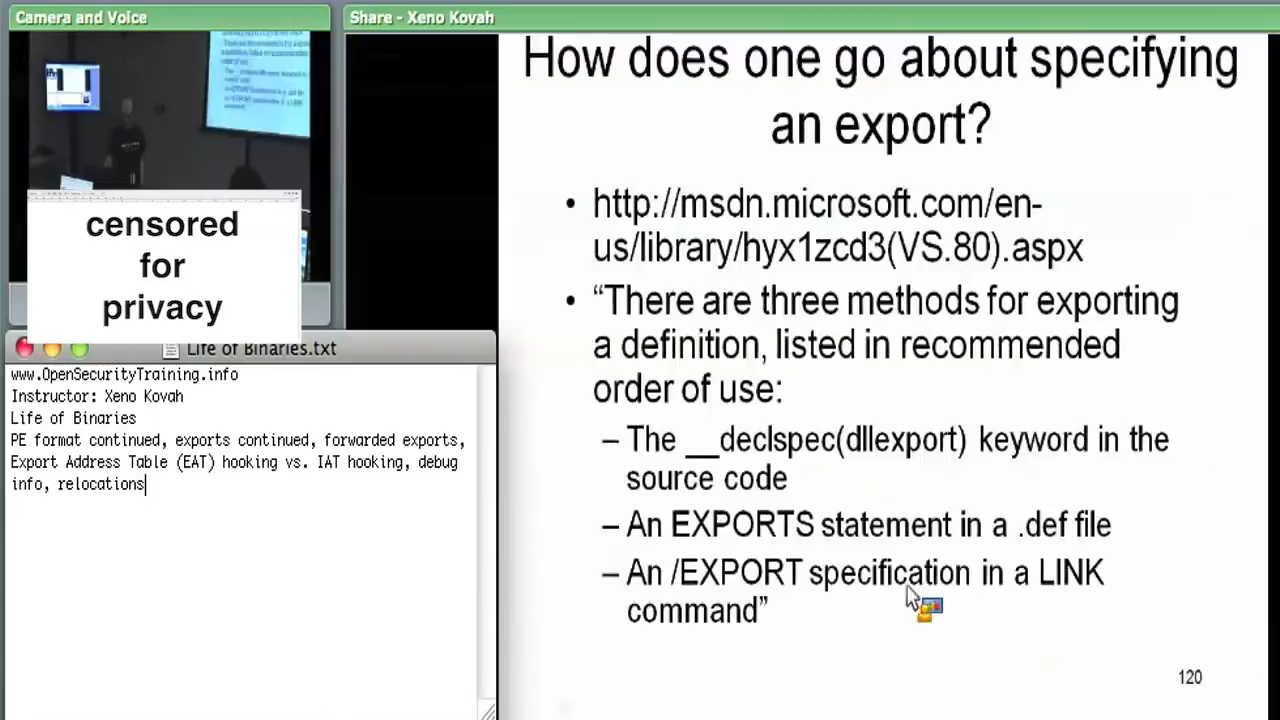 Camera and Voice
Share - Xeno Kovah
censored
for
privacy
Life of Binaries.txt
www.OpenSecurityTraining.info
Instructor: Xeno Kovah
Life of Binaries
PE format continued, exports continued, forwarded exports,
Export Address Table (EAT) hooking vs. IAT hooking, debug
info, relocations
How does one go about specifying
an export?
• http://msdn.microsoft.com/en-
us/library/hyx1zcd3(VS.80).aspx
• “There are three methods for exporting
a definition, listed in recommended
order of use:
– The __declspec(dllexport) keyword in the
source code
– An EXPORTS statement in a .def file
– An /EXPORT specification in a LINK
command”
120